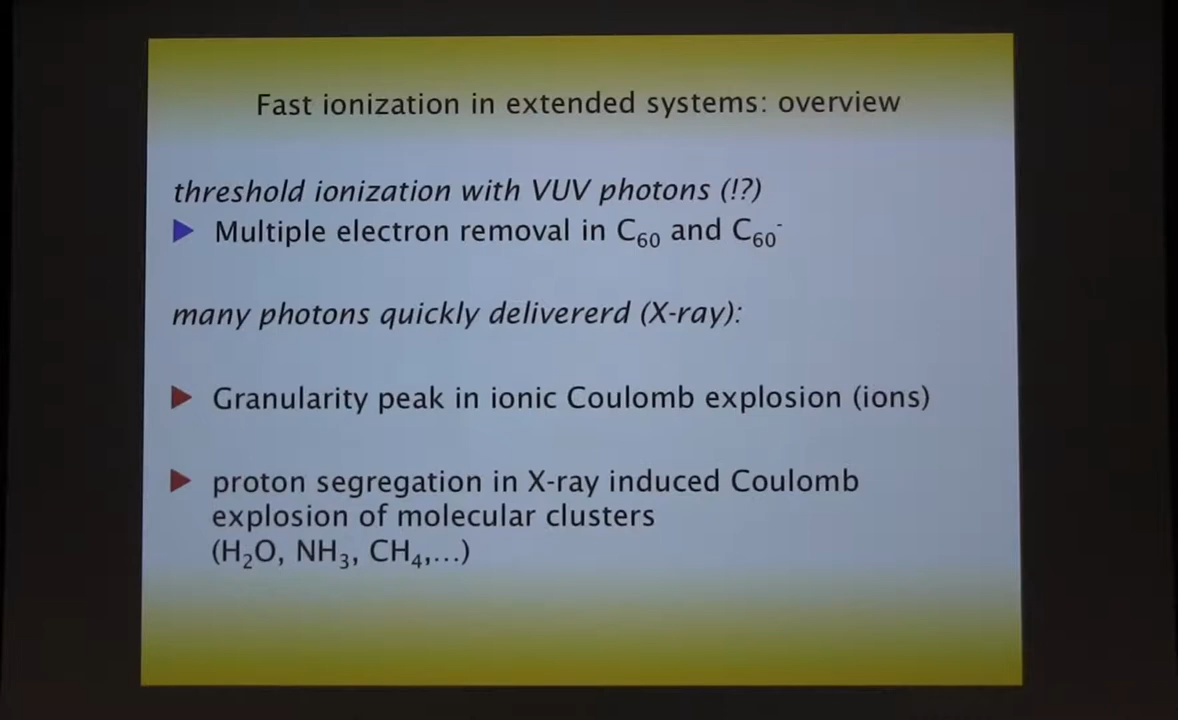 Fast ionization in extended systems: overview
threshold ionization with VUV photons (!?)
Multiple electron removal in C₆₀ and C₆₀⁻
many photons quickly delivererd (X-ray):
Granularity peak in ionic Coulomb explosion (ions)
proton segregation in X-ray induced Coulomb
explosion of molecular clusters
(H₂O, NH₃, CH₄,...)